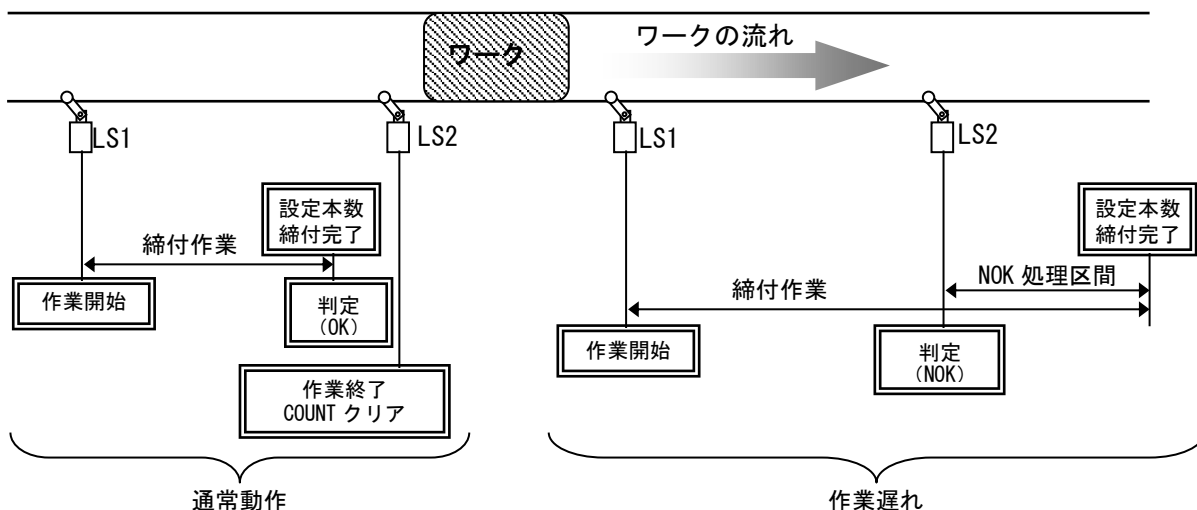 ワーク
ワークの流れ
LS1
LS2
LS1
LS2
設定本数
締付完了
締付作業
作業開始
判定
(OK)
作業終了
COUNT クリア
通常動作
設定本数
締付完了
NOK 処理区間
締付作業
作業開始
判定
(NOK)
作業遅れ